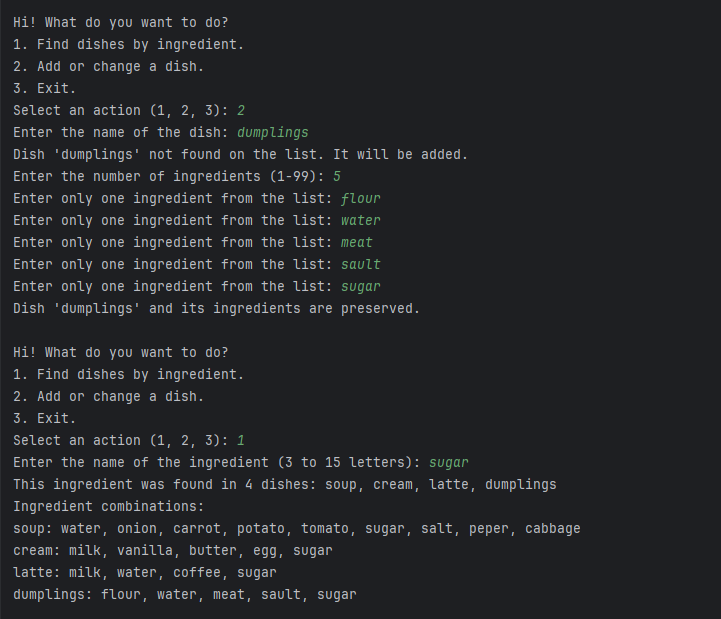 Hi! What do you want to do?
1. Find dishes by ingredient.
2. Add or change a dish.
3. Exit.
Select an action (1, 2, 3): 2
Enter the name of the dish: dumplings
Dish 'dumplings' not found on the list. It will be added.
Enter the number of ingredients (1-99): 5
Enter only one ingredient from the list: flour
Enter only one ingredient from the list: water
Enter only one ingredient from the list: meat
Enter only one ingredient from the list: sault
Enter only one ingredient from the list: sugar
Dish 'dumplings' and its ingredients are preserved.
Hi! What do you want to do?
1. Find dishes by ingredient.
2. Add or change a dish.
3. Exit.
Select an action (1, 2, 3): 1
Enter the name of the ingredient (3 to 15 letters): sugar
This ingredient was found in 4 dishes: soup, cream, latte, dumplings
Ingredient combinations:
soup: water, onion, carrot, potato, tomato, sugar, salt, peper, cabbage
cream: milk, vanilla, butter, egg, sugar
latte: milk, water, coffee, sugar
dumplings: flour, water, meat, sault, sugar